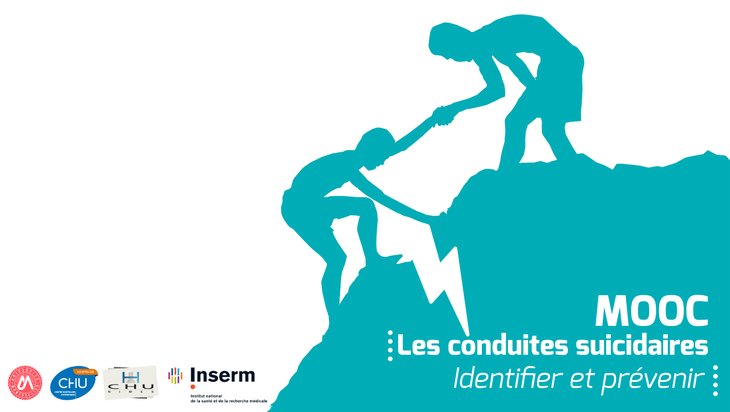 MOOC
Les conduites suicidaires
Identifier et prévenir
M
CHU
H
CHU
Inserm
Institut national
de la santé et de la recherche médicale